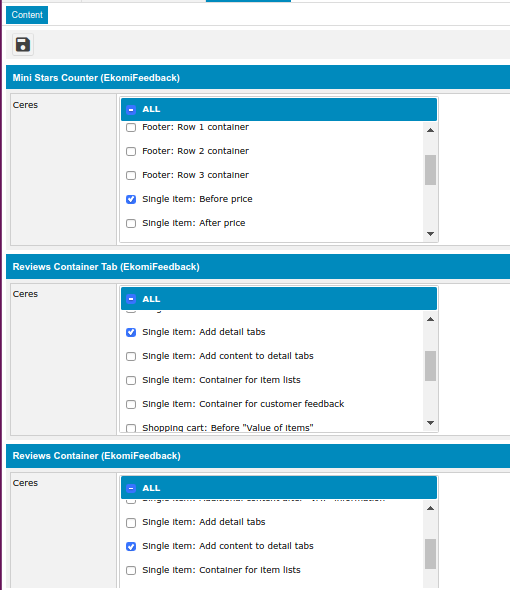 Content
Mini Stars Counter (EkomiFeedback)
Ceres
ALL
Footer: Row 1 container
Footer: Row 2 container
Footer: Row 3 container
Single item: Before price
Single item: After price
Reviews Container Tab (EkomiFeedback)
Ceres
ALL
Single item: Add detail tabs
Single item: Add content to detail tabs
Single item: Container for item lists
Single item: Container for customer feedback
Shopping cart: Before "Value of items"
Reviews Container (EkomiFeedback)
Ceres
ALL
Single item: Add detail tabs
Single item: Add content to detail tabs
Single item: Container for item lists